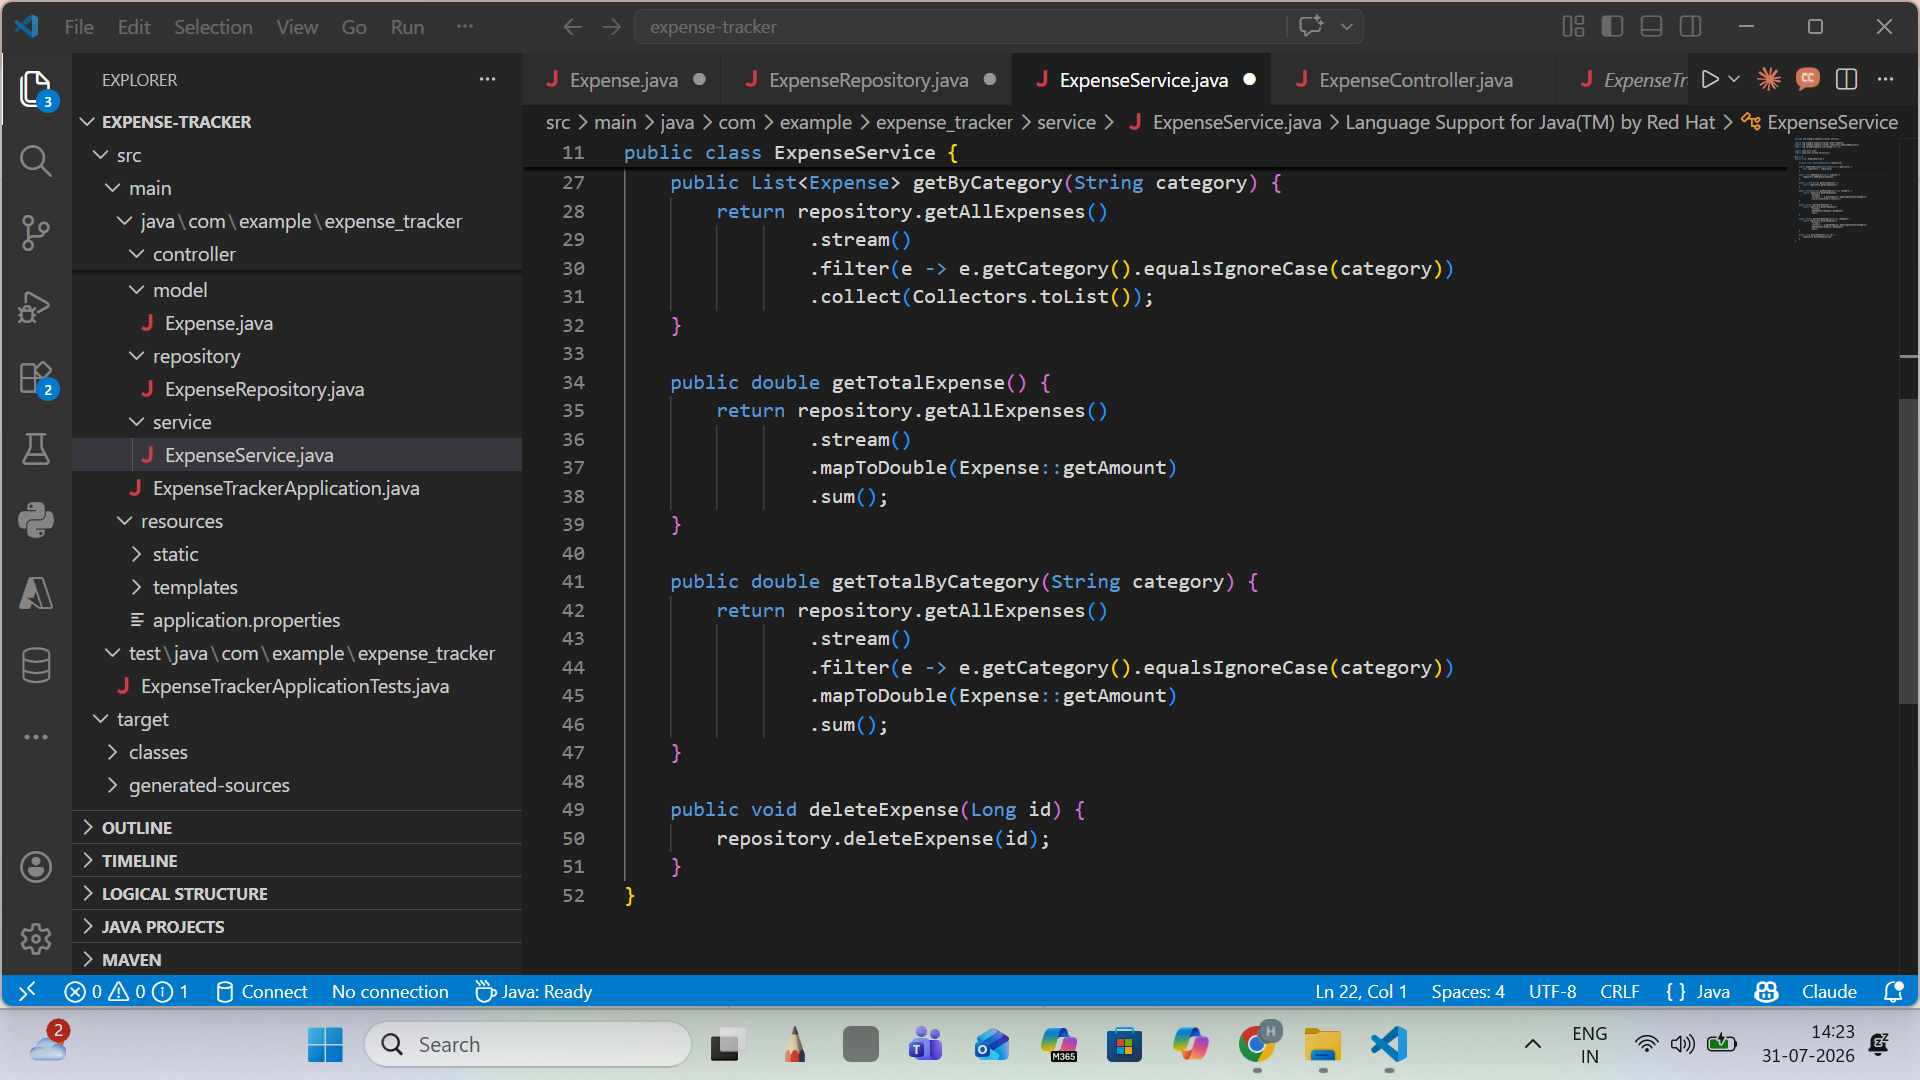 File Edit Selection View Go Run ···
expense-tracker
EXPLORER
3
2
EXPENSE-TRACKER
src
main
java\com\example\expense_tracker
controller
model
Expense.java
repository
ExpenseRepository.java
service
ExpenseService.java
ExpenseTrackerApplication.java
resources
static
templates
application.properties
test\java\com\example\expense_tracker
ExpenseTrackerApplicationTests.java
target
classes
generated-sources
OUTLINE
TIMELINE
LOGICAL STRUCTURE
JAVA PROJECTS
MAVEN
Expense.java ExpenseRepository.java ExpenseService.java ExpenseController.java ExpenseTr
src > main > java > com > example > expense_tracker > service > ExpenseService.java > Language Support for Java(TM) by Red Hat > ExpenseService
11 public class ExpenseService {
27 public List<Expense> getByCategory(String category) {
28 return repository.getAllExpenses()
29 .stream()
30 .filter(e -> e.getCategory().equalsIgnoreCase(category))
31 .collect(Collectors.toList());
32 }
33
34 public double getTotalExpense() {
35 return repository.getAllExpenses()
36 .stream()
37 .mapToDouble(Expense::getAmount)
38 .sum();
39 }
40
41 public double getTotalByCategory(String category) {
42 return repository.getAllExpenses()
43 .stream()
44 .filter(e -> e.getCategory().equalsIgnoreCase(category))
45 .mapToDouble(Expense::getAmount)
46 .sum();
47 }
48
49 public void deleteExpense(Long id) {
50 repository.deleteExpense(id);
51 }
52 }
0 0 1 Connect No connection Java: Ready Ln 22, Col 1 Spaces: 4 UTF-8 CRLF { } Java Claude
2
Search
M365
H
ENG
IN
14:23
31-07-2026